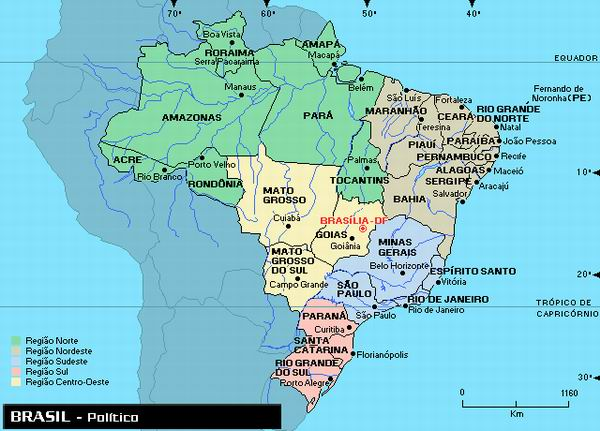 70°
60°
50°
40°
Boa Vista
RORAIMA
Serra Pacaraima
AMAPÁ
Macapá
EQUADOR
Belém
Manaus
AMAZONAS
PARÁ
São Luís
MARANHÃO
Fortaleza
CEARÁ
Teresina
RIO GRANDE
DO NORTE
Natal
Fernando de
Noronha(PE)
PIAUÍ
PARAÍBA
João Pessoa
PERNAMBUCO
Recife
ALAGOAS
Maceió
SERGIPE
Aracajú
ACRE
Rio Branco
Porto Velho
RONDÔNIA
Palmas
TOCANTINS
10°
Salvador
BAHIA
MATO
GROSSO
Cuiabá
BRASÍLIA-DF
GOIAS
Goiânia
MINAS
GERAIS
Belo Horizonte
ESPÍRITO SANTO
Vitória
20°
MATO
GROSSO
DO SUL
Campo Grande
SÃO
PAULO
São Paulo
RIO DE JANEIRO
Rio de Janeiro
TRÓPICO DE
CAPRICÓRNIO
PARANÁ
Curitiba
SANTA
CATARINA
Florianópolis
RIO GRANDE
DO SUL
Porto Alegre
30°
Região Norte
Região Nordeste
Região Sudeste
Região Sul
Região Centro-Oeste
0
1160
Km
BRASIL - Político